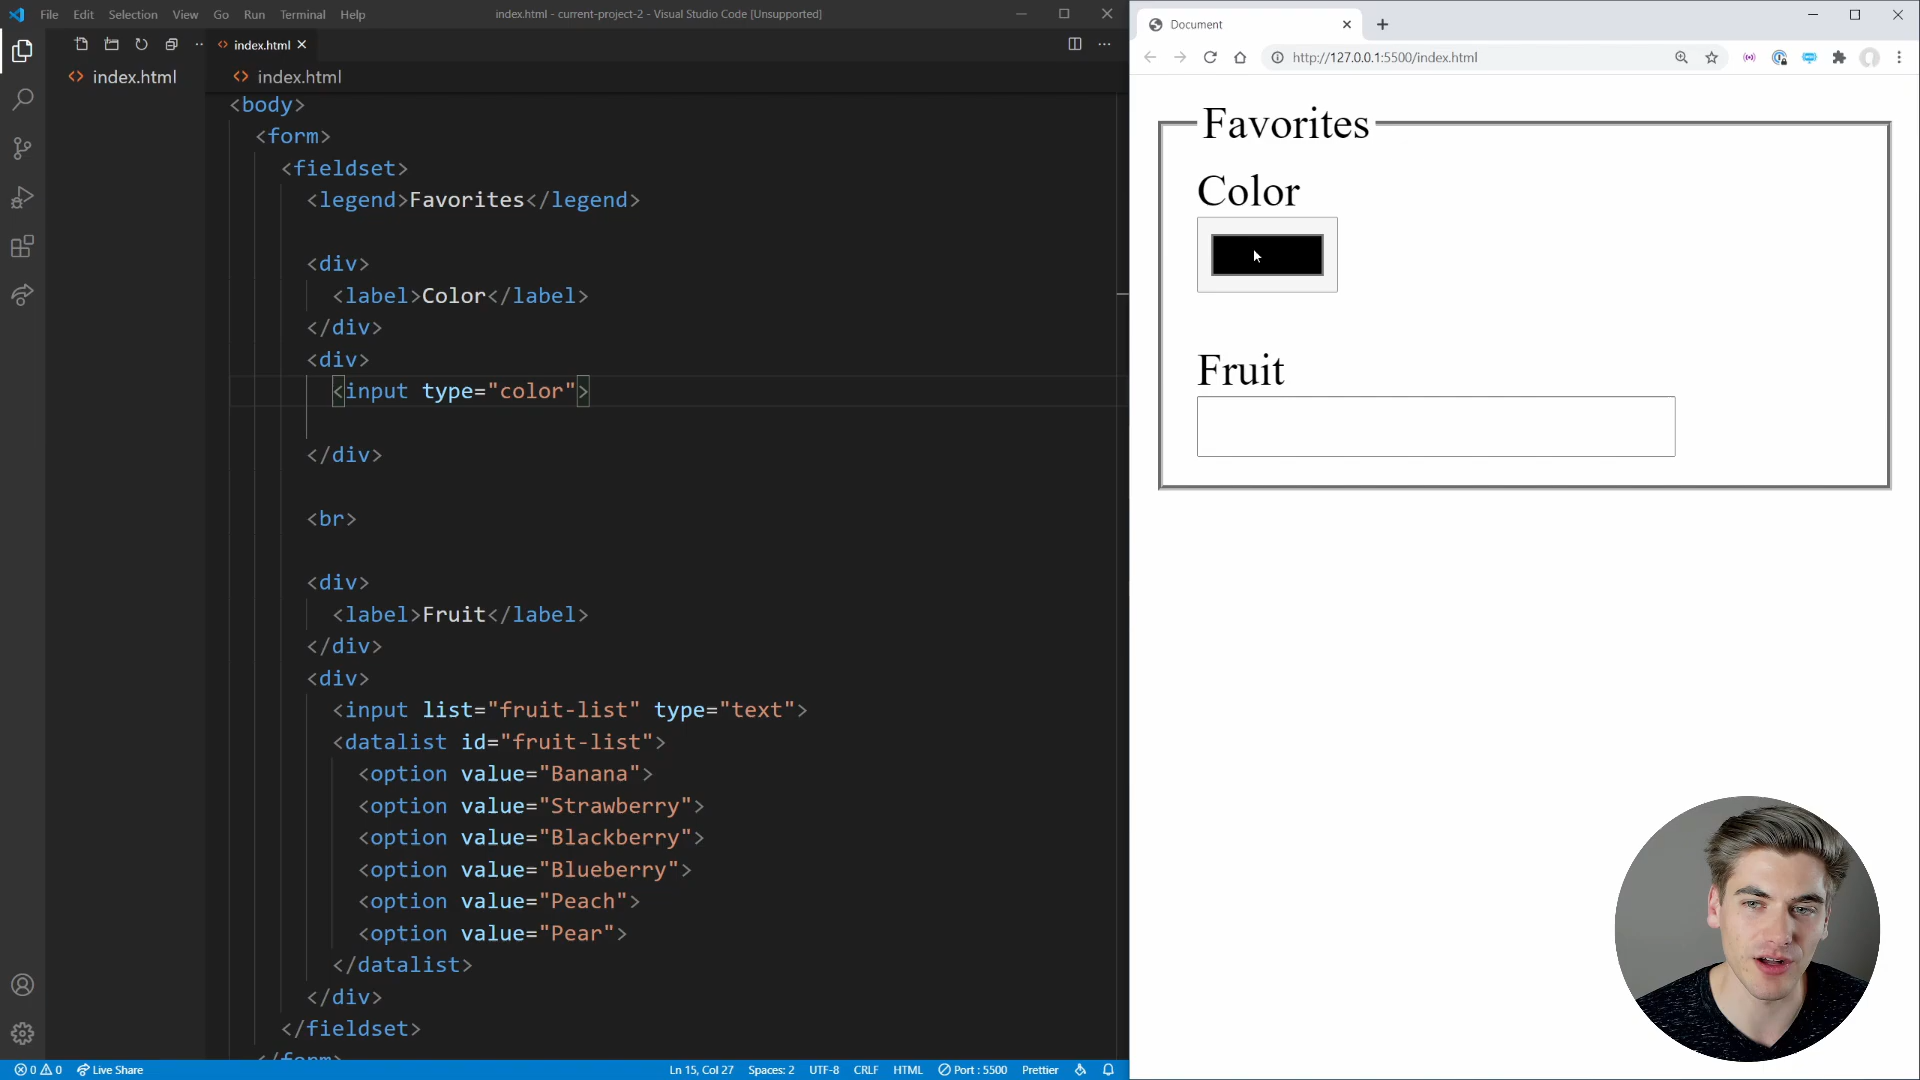 File Edit Selection View Go Run Terminal Help
index.html - current-project-2 - Visual Studio Code [Unsupported]
index.html
index.html
index.html
<body>
<form>
<fieldset>
<legend>Favorites</legend>
<div>
<label>Color</label>
</div>
<div>
<input type="color">
</div>
<br>
<div>
<label>Fruit</label>
</div>
<div>
<input list="fruit-list" type="text">
<datalist id="fruit-list">
<option value="Banana">
<option value="Strawberry">
<option value="Blackberry">
<option value="Blueberry">
<option value="Peach">
<option value="Pear">
</datalist>
</div>
</fieldset>
</form>
0 0 Live Share
Ln 15, Col 27 Spaces: 2 UTF-8 CRLF HTML Port : 5500 Prettier
Document
http://127.0.0.1:5500/index.html
Favorites
Color
Fruit